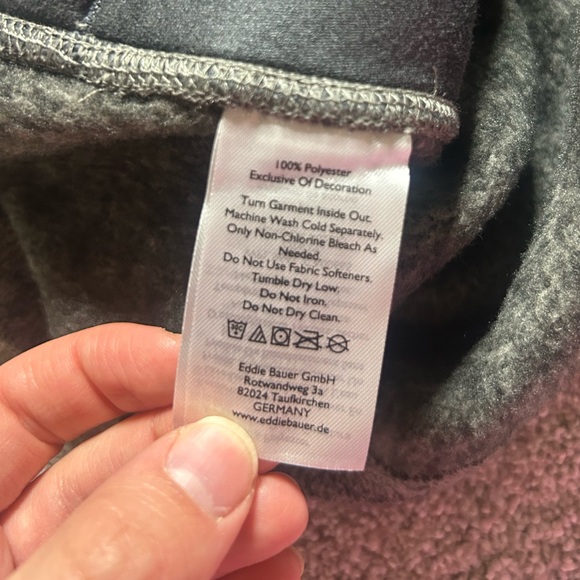 100% Polyester
Exclusive Of Decoration
Turn Garment Inside Out.
Machine Wash Cold Separately.
Only Non-Chlorine Bleach As
Needed.
Do Not Use Fabric Softeners.
Tumble Dry Low.
Do Not Iron.
Do Not Dry Clean.
Eddie Bauer GmbH
Rotwandweg 3a
82024 Taufkirchen
GERMANY
www.eddiebauer.de